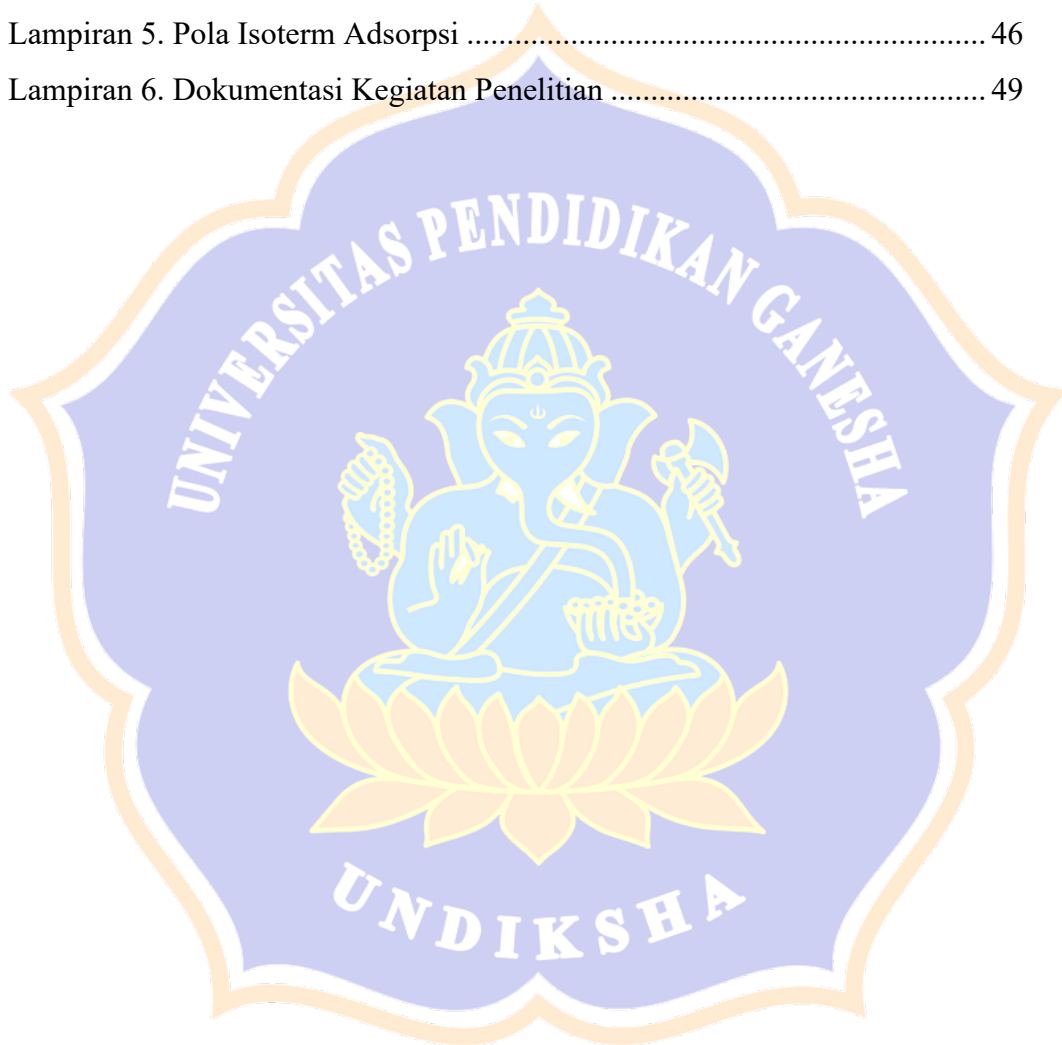 Lampiran 5. Pola Isoterm Adsorpsi .................................................................. 46
Lampiran 6. Dokumentasi Kegiatan Penelitian ................................................ 49
UNIVERSITAS PENDIDIKAN GANESHA
UNDIKSHA